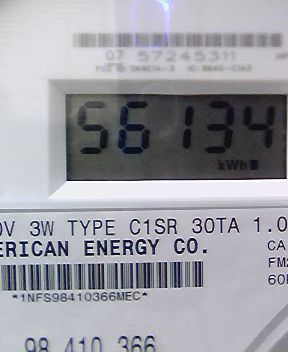 07 57245311
56134
kWh
0V 3W TYPE C1SR 30TA 1.0
ERICAN ENERGY CO.
CA
FM2
60
*1NFS98410366MEC*
98 410 366